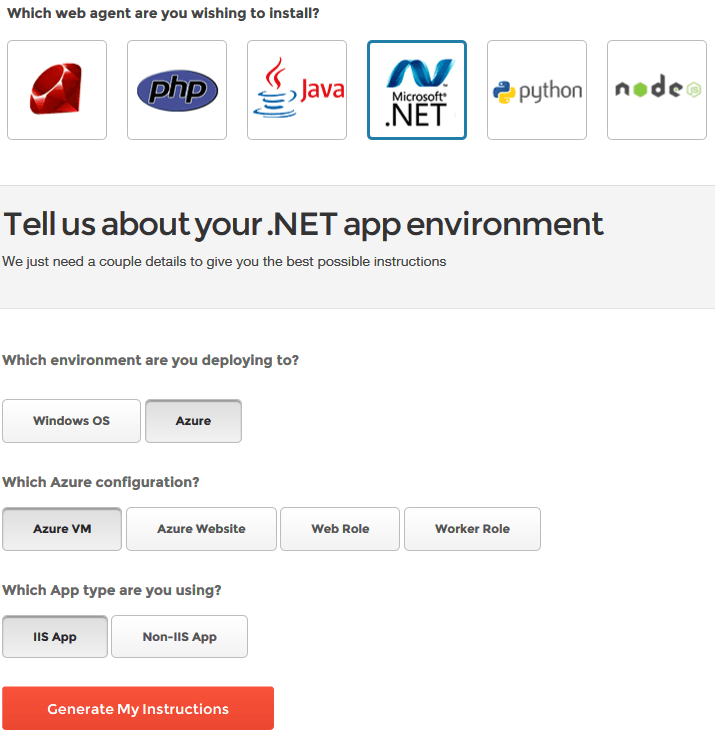 Which web agent are you wishing to install?
php
Java
Microsoft®
.NET
python
node
Tell us about your .NET app environment
We just need a couple details to give you the best possible instructions
Which environment are you deploying to?
Windows OS
Azure
Which Azure configuration?
Azure VM
Azure Website
Web Role
Worker Role
Which App type are you using?
IIS App
Non-IIS App
Generate My Instructions